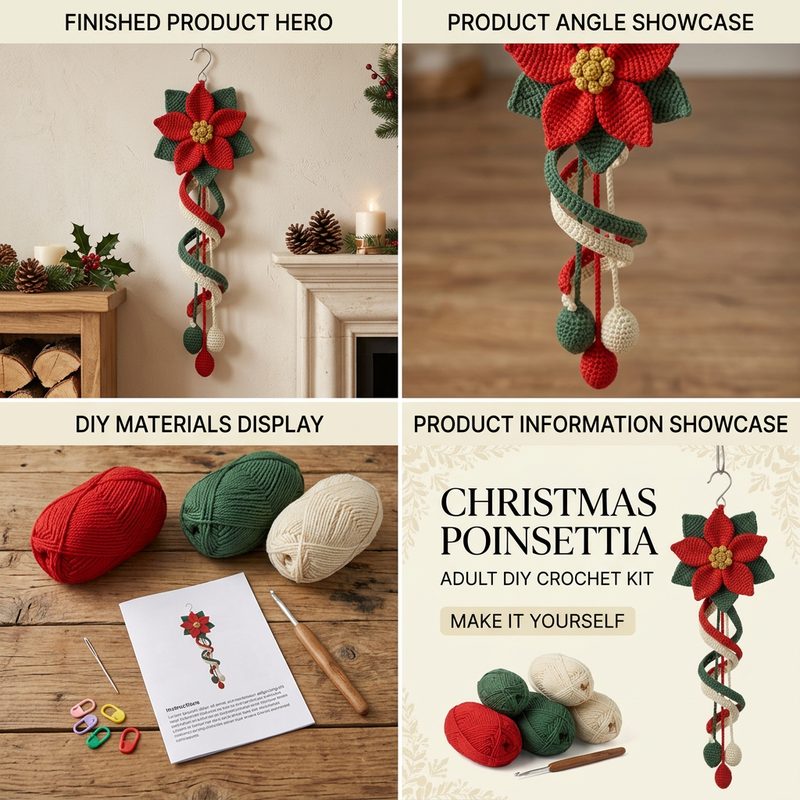 FINISHED PRODUCT HERO
PRODUCT ANGLE SHOWCASE
DIY MATERIALS DISPLAY
Instructions
PRODUCT INFORMATION SHOWCASE
CHRISTMAS
POINSETTIA
ADULT DIY CROCHET KIT
MAKE IT YOURSELF